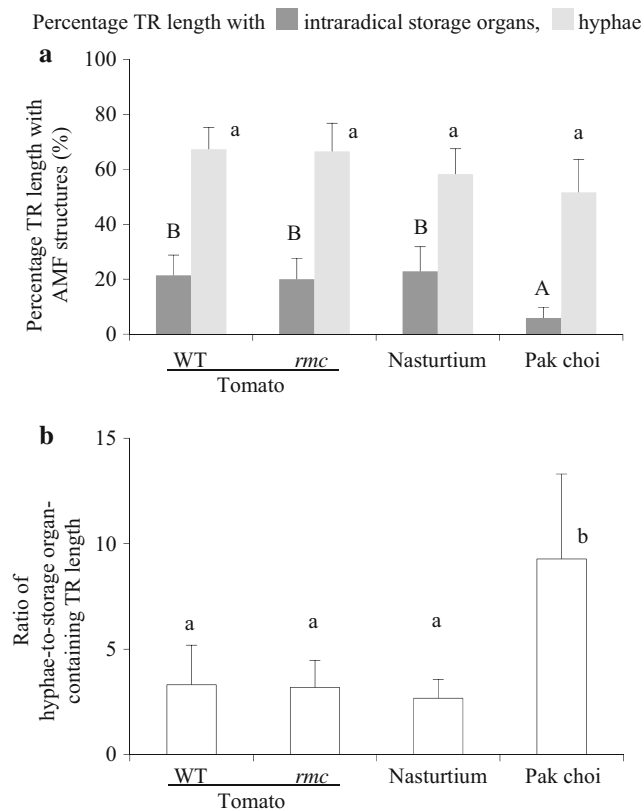 Percentage TR length with intraradical storage organs, hyphae
a
Percentage TR length with
AMF structures (%)
100
80
60
40
20
0
B a B a B a A a
WT rmc Nasturtium Pak choi
Tomato
b
Ratio of
hyphae-to-storage organ-
containing TR length
15
10
5
0
a a a b
WT rmc Nasturtium Pak choi
Tomato